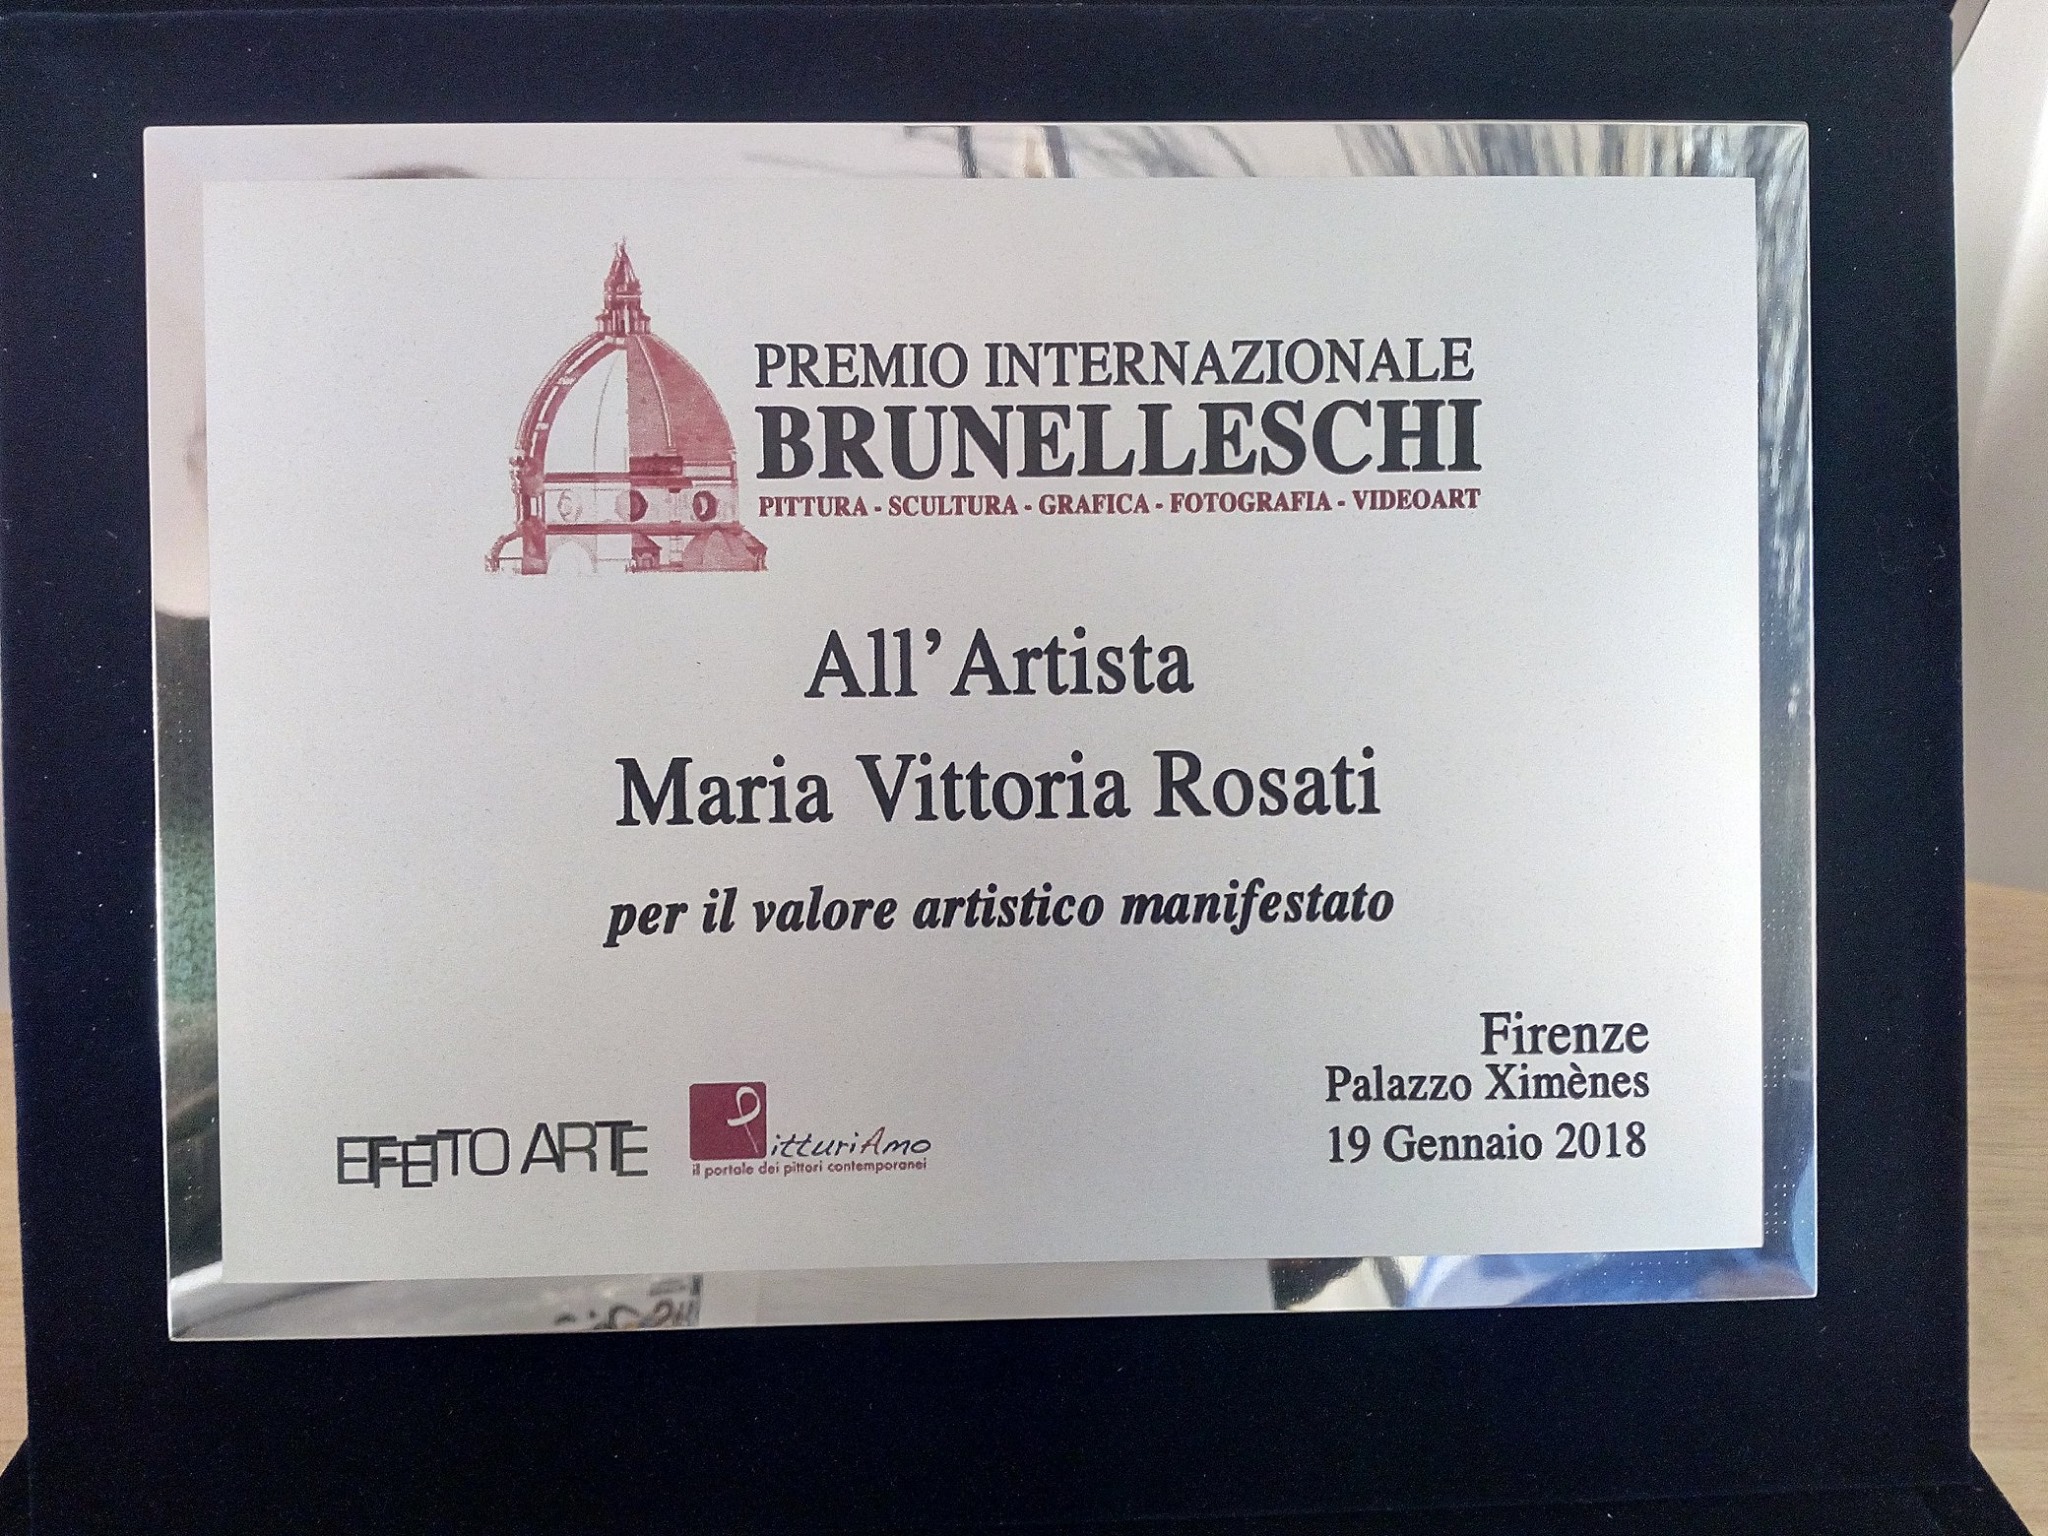 PREMIO INTERNAZIONALE
BRUNELLESCHI
PITTURA - SCULTURA - GRAFICA - FOTOGRAFIA - VIDEOART
All'Artista
Maria Vittoria Rosati
per il valore artistico manifestato
Firenze
Palazzo Ximènes
19 Gennaio 2018
EFFETTO ARTE
PitturiAmo
il portale dei pittori contemporanei